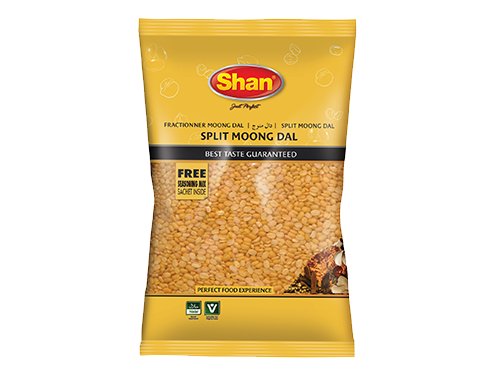 Shan
Just Perfect
FRACTIONNER MOONG DAL | دال مونج | SPLIT MOONG DAL
SPLIT MOONG DAL
BEST TASTE GUARANTEED
FREE
SEASONING MIX
SACHET INSIDE
PERFECT FOOD EXPERIENCE